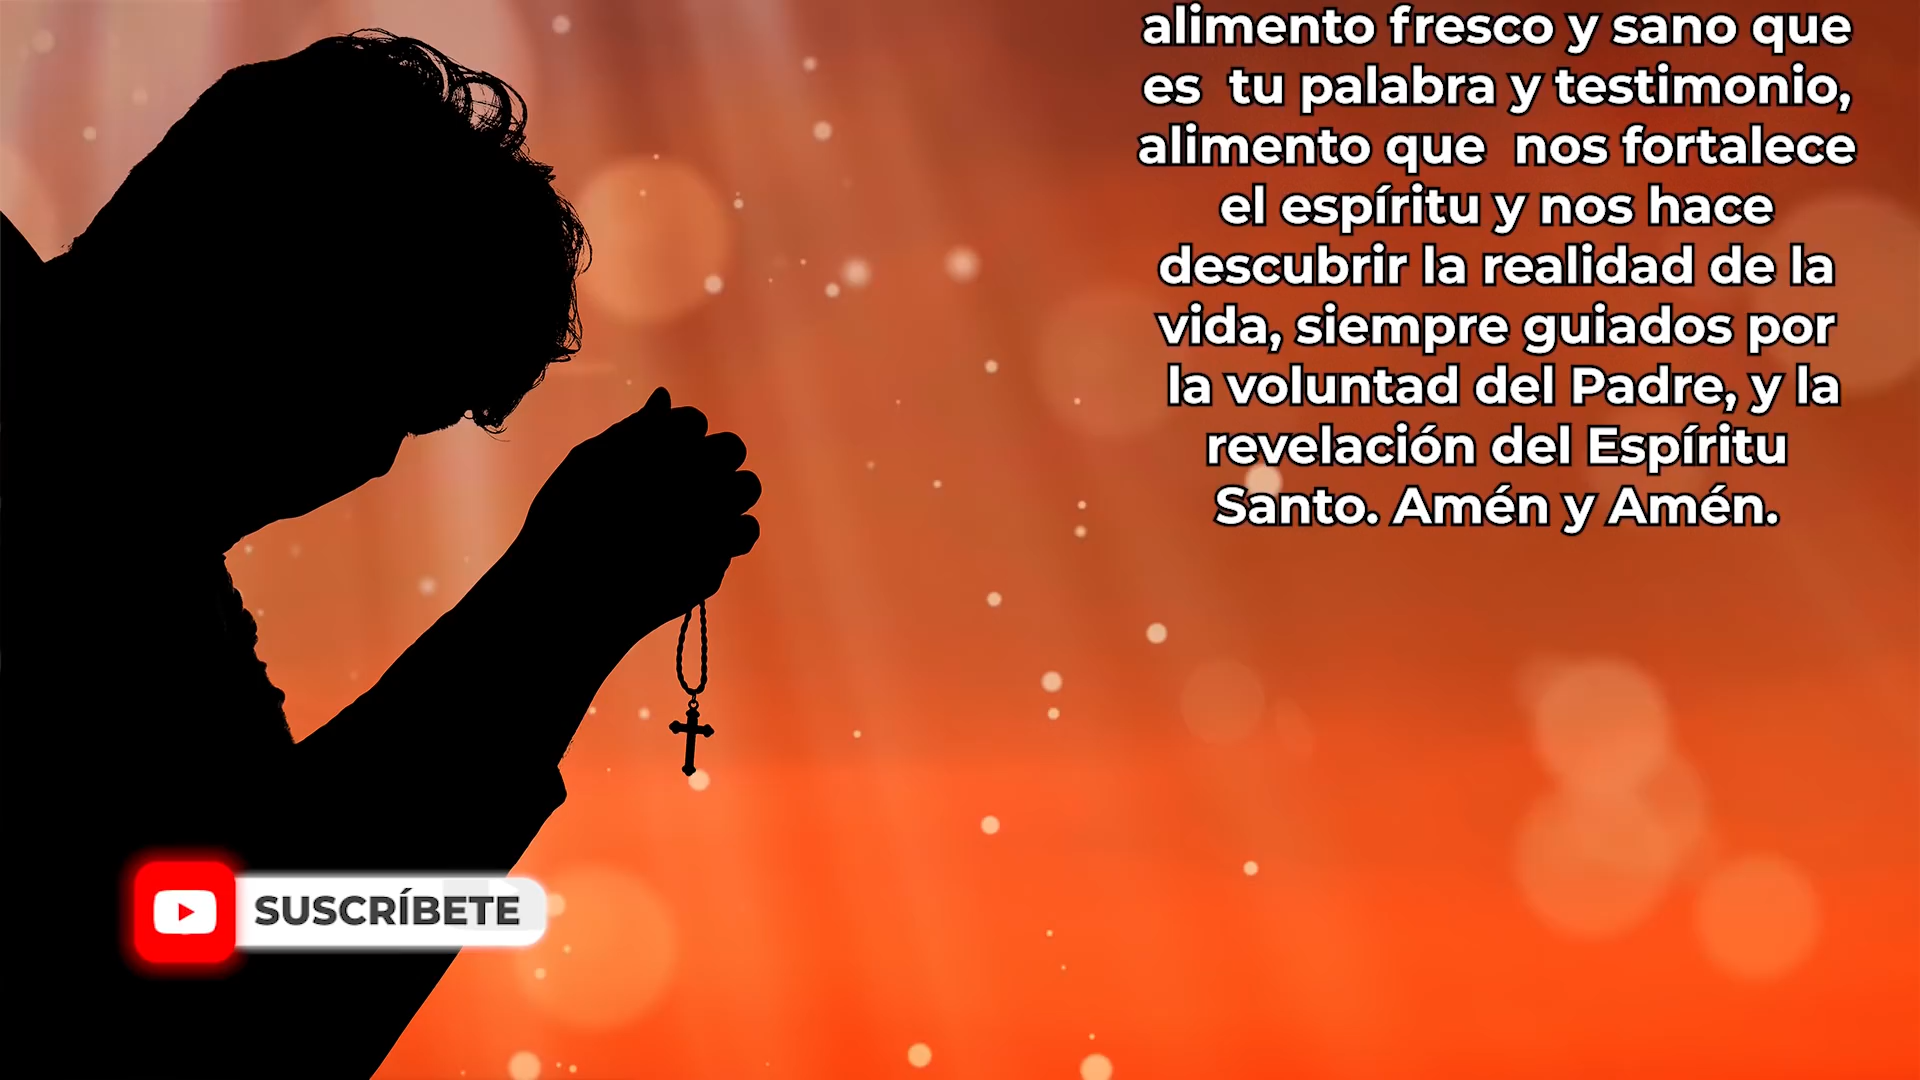 alimento fresco y sano que
es tu palabra y testimonio,
alimento que nos fortalece
el espíritu y nos hace
descubrir la realidad de la
vida, siempre guiados por
la voluntad del Padre, y la
revelación del Espíritu
Santo. Amén y Amén.
SUSCRÍBETE